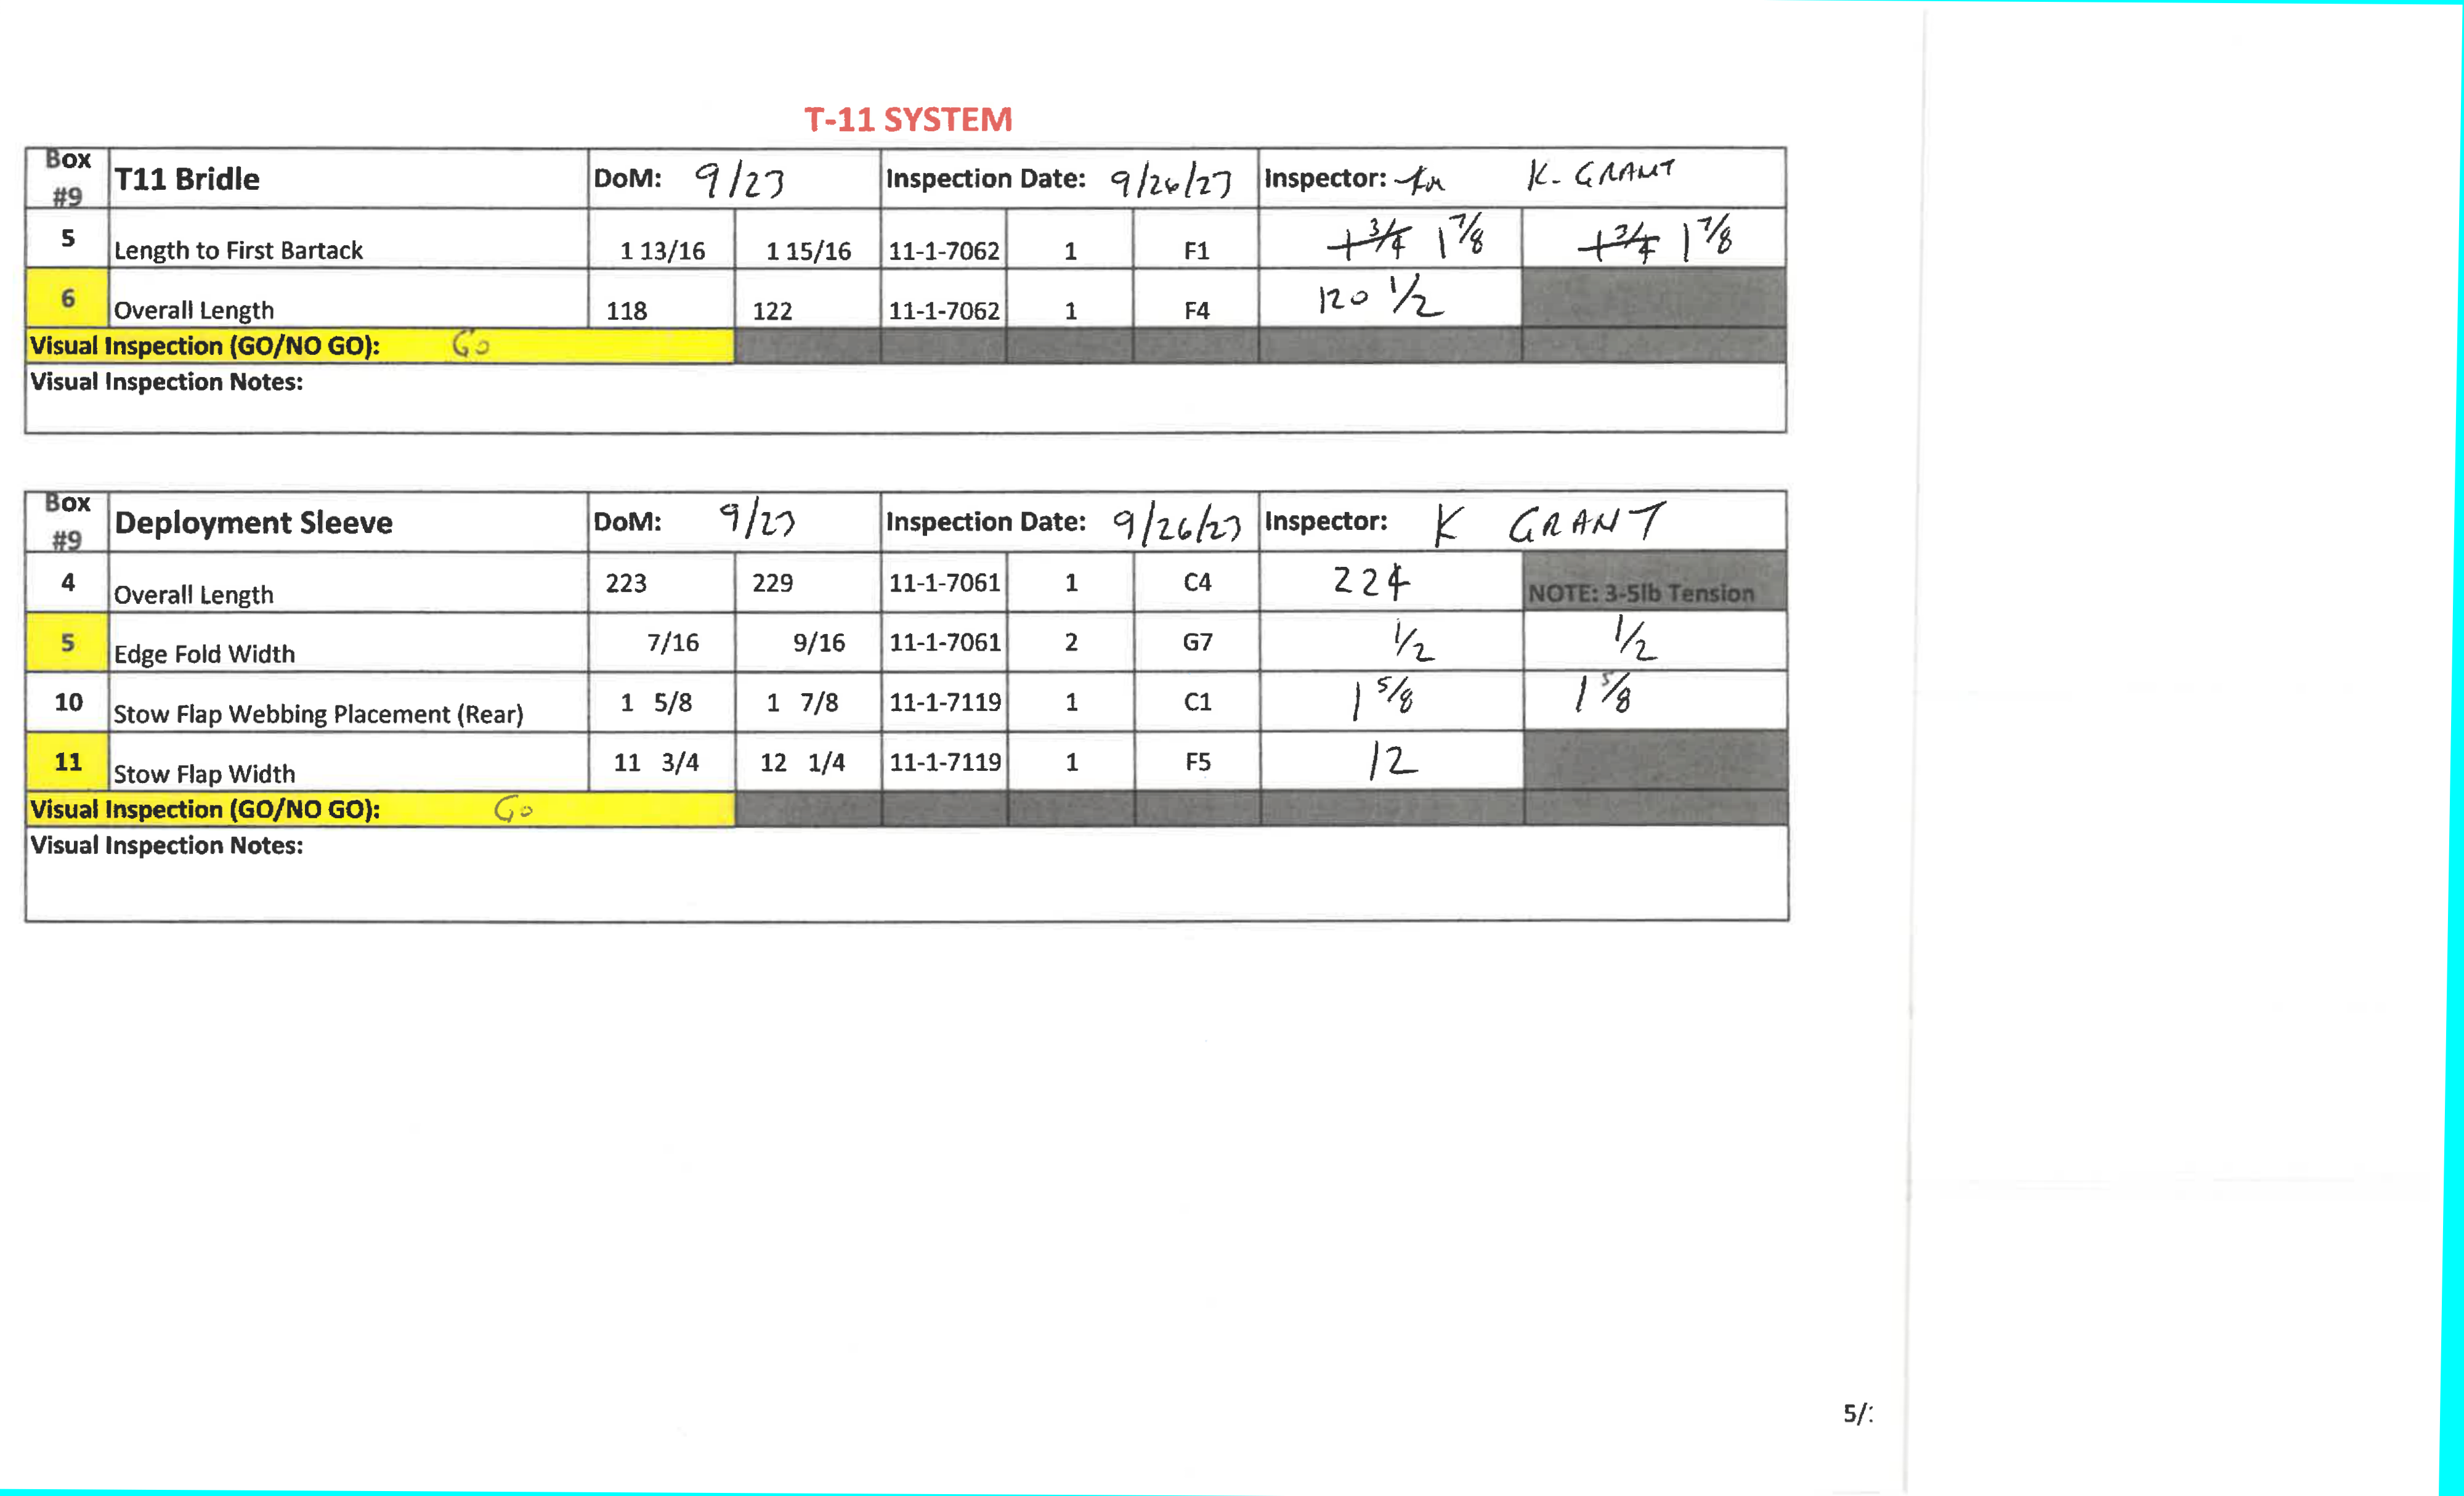 T-11 SYSTEM
Box #9 T11 Bridle DoM: 9/23 Inspection Date: 9/26/23 Inspector: K. GRANT
5 Length to First Bartack 1 13/16 1 15/16 11-1-7062 1 F1 1 3/4 1 7/8 1 3/4 1 7/8
6 Overall Length 118 122 11-1-7062 1 F4 120 1/2
Visual Inspection (GO/NO GO): GO
Visual Inspection Notes:
Box #9 Deployment Sleeve DoM: 9/23 Inspection Date: 9/26/23 Inspector: K GRANT
4 Overall Length 223 229 11-1-7061 1 C4 224 NOTE: 3-5lb Tension
5 Edge Fold Width 7/16 9/16 11-1-7061 2 G7 1/2 1/2
10 Stow Flap Webbing Placement (Rear) 1 5/8 1 7/8 11-1-7119 1 C1 1 5/8 1 5/8
11 Stow Flap Width 11 3/4 12 1/4 11-1-7119 1 F5 12
Visual Inspection (GO/NO GO): GO
Visual Inspection Notes:
5/